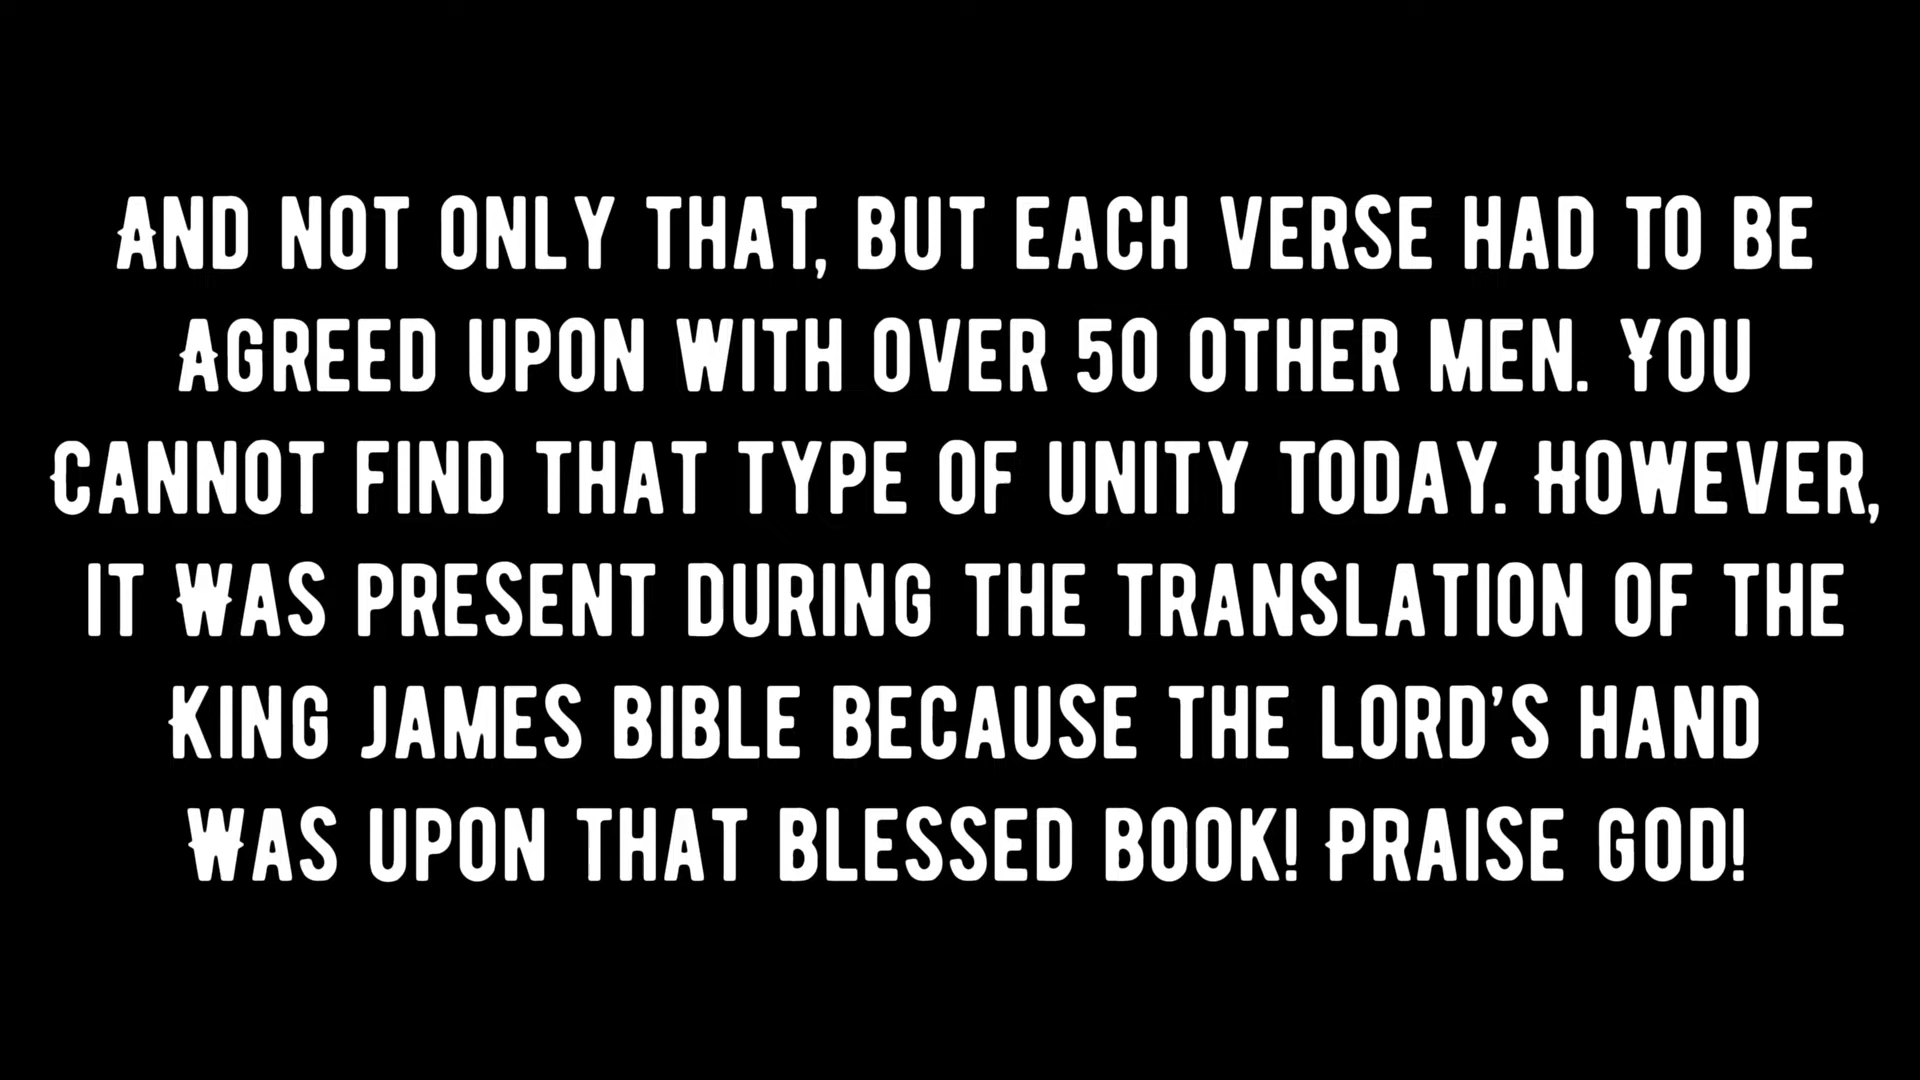 AND NOT ONLY THAT, BUT EACH VERSE HAD TO BE
AGREED UPON WITH OVER 50 OTHER MEN. YOU
CANNOT FIND THAT TYPE OF UNITY TODAY. HOWEVER,
IT WAS PRESENT DURING THE TRANSLATION OF THE
KING JAMES BIBLE BECAUSE THE LORD'S HAND
WAS UPON THAT BLESSED BOOK! PRAISE GOD!